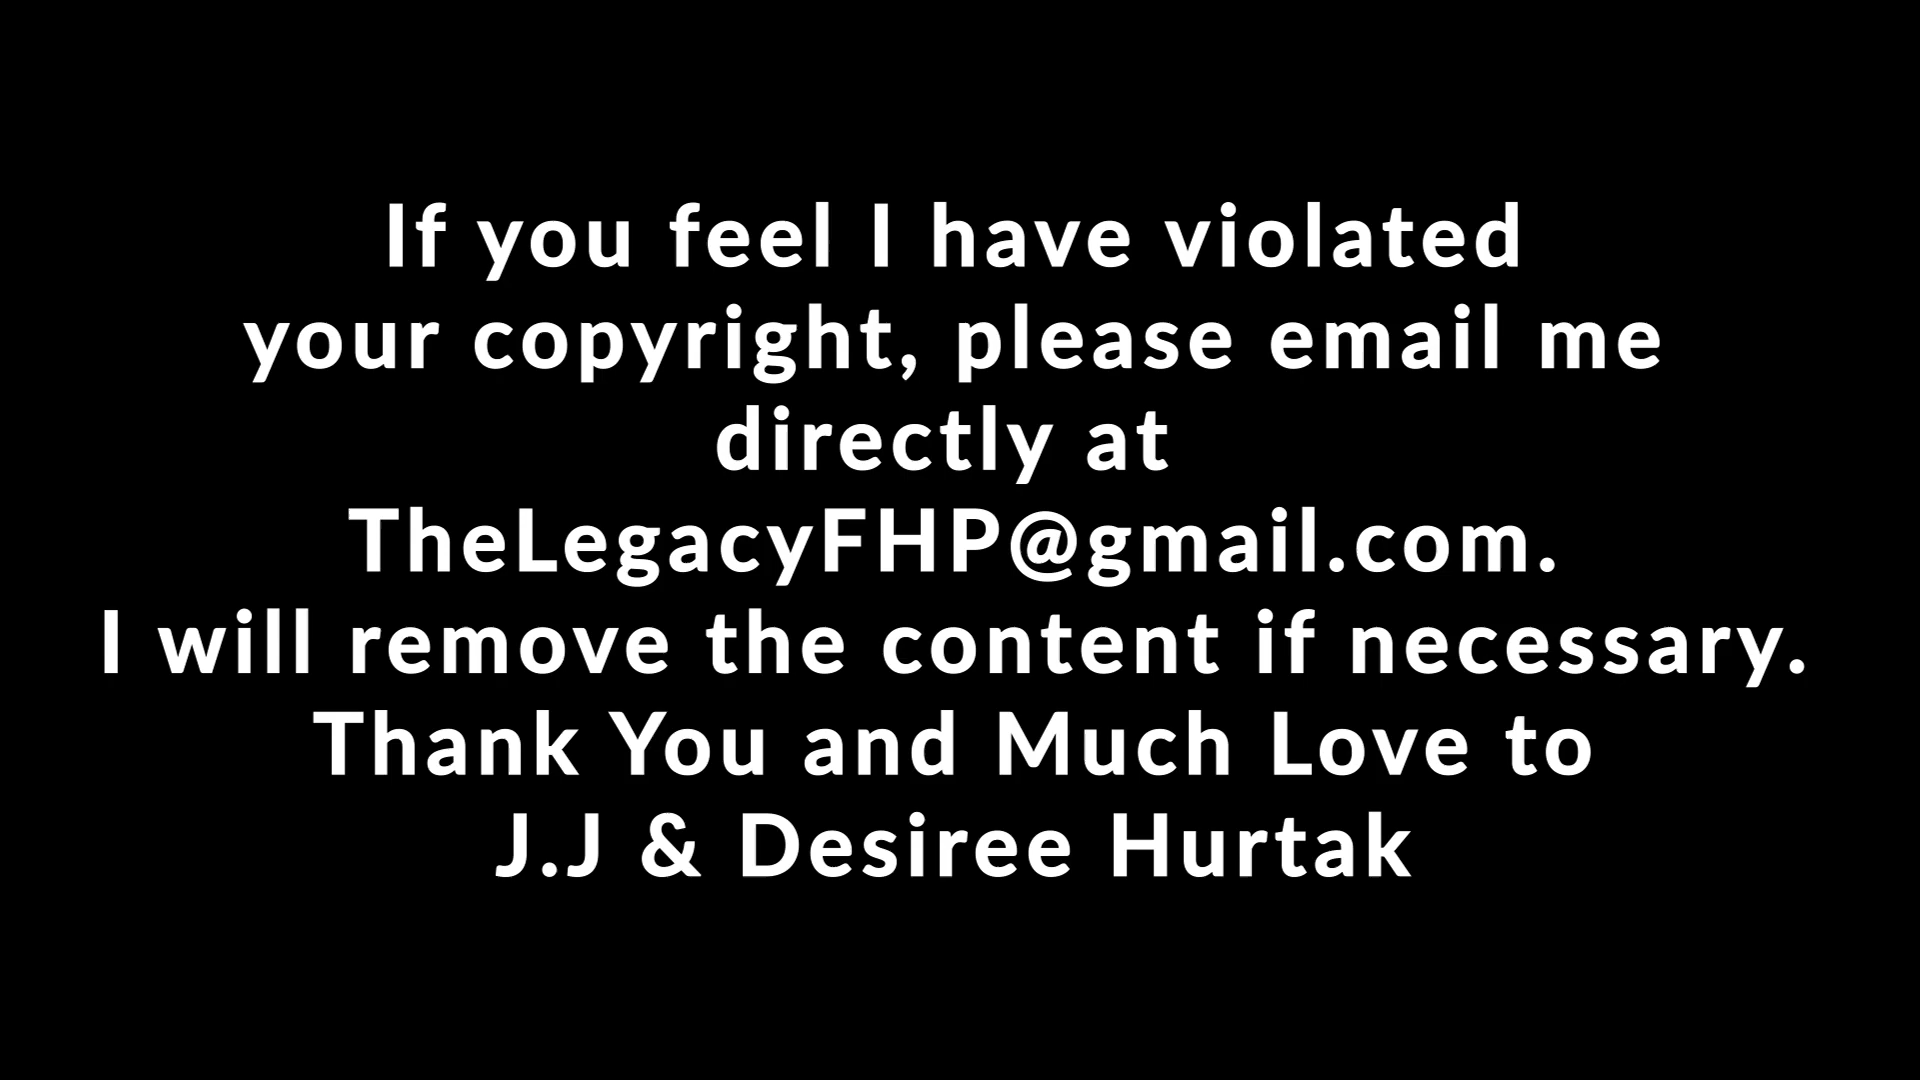 If you feel I have violated
your copyright, please email me
directly at
TheLegacyFHP@gmail.com.
I will remove the content if necessary.
Thank You and Much Love to
J.J & Desiree Hurtak